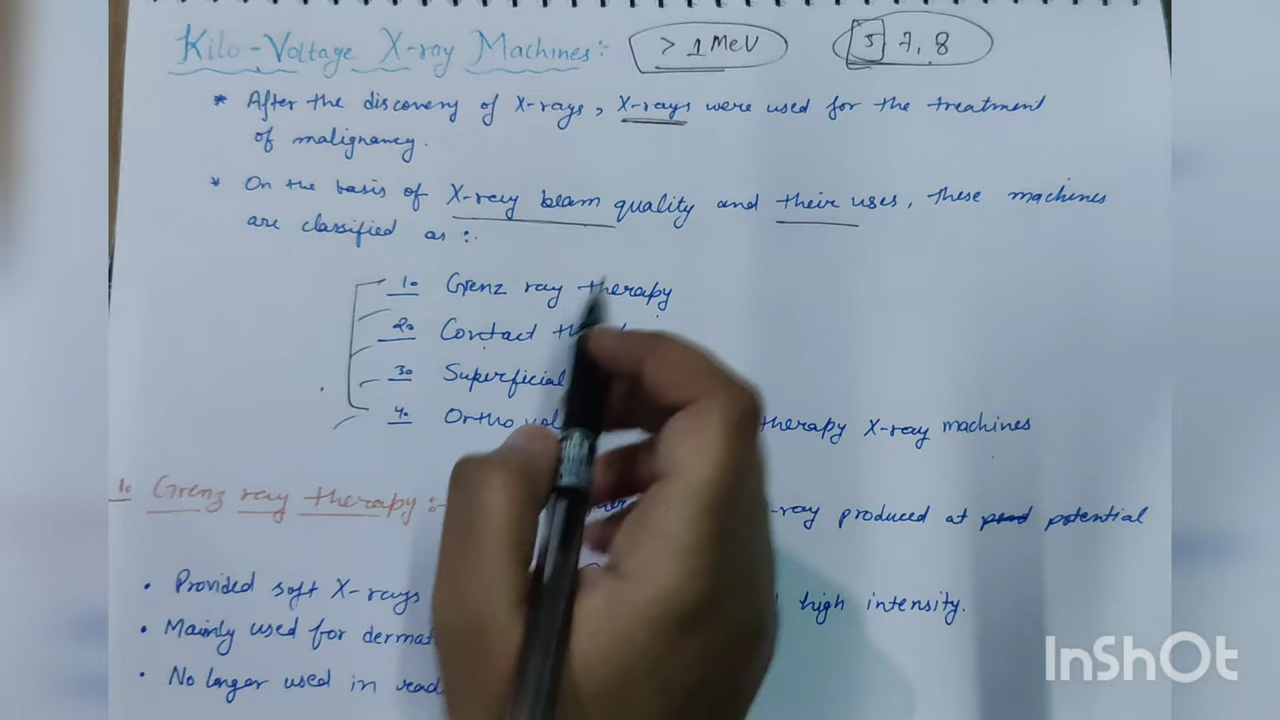 Kilo-Voltage X-ray Machines:- > 1 MeV 5 7, 8
* After the discovery of X-rays, X-rays were used for the treatment
of malignancy.
* On the basis of X-ray beam quality and their uses, these machines
are classified as :-
1. Grenz ray therapy
2. Contact
3. Superficial
4. Ortho therapy X-ray machines
1. Grenz ray therapy :- -ray produced at potential
• Provided soft X-rays high intensity.
• Mainly used for
• No longer used in
InShOt